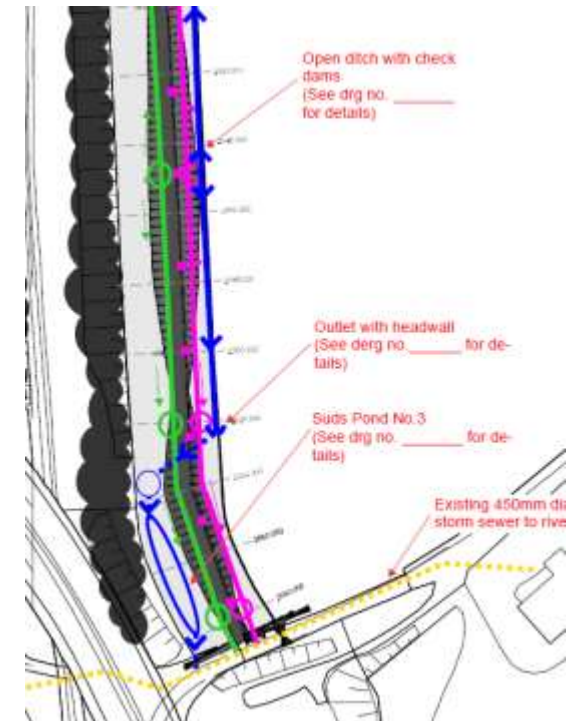 Open ditch with check
dams
(See drg no. _______
for details)
Outlet with headwall
(See derg no.______ for de-
tails)
Suds Pond No.3
(See drg no. _______ for de-
tails)
Existing 450mm dia
storm sewer to rive